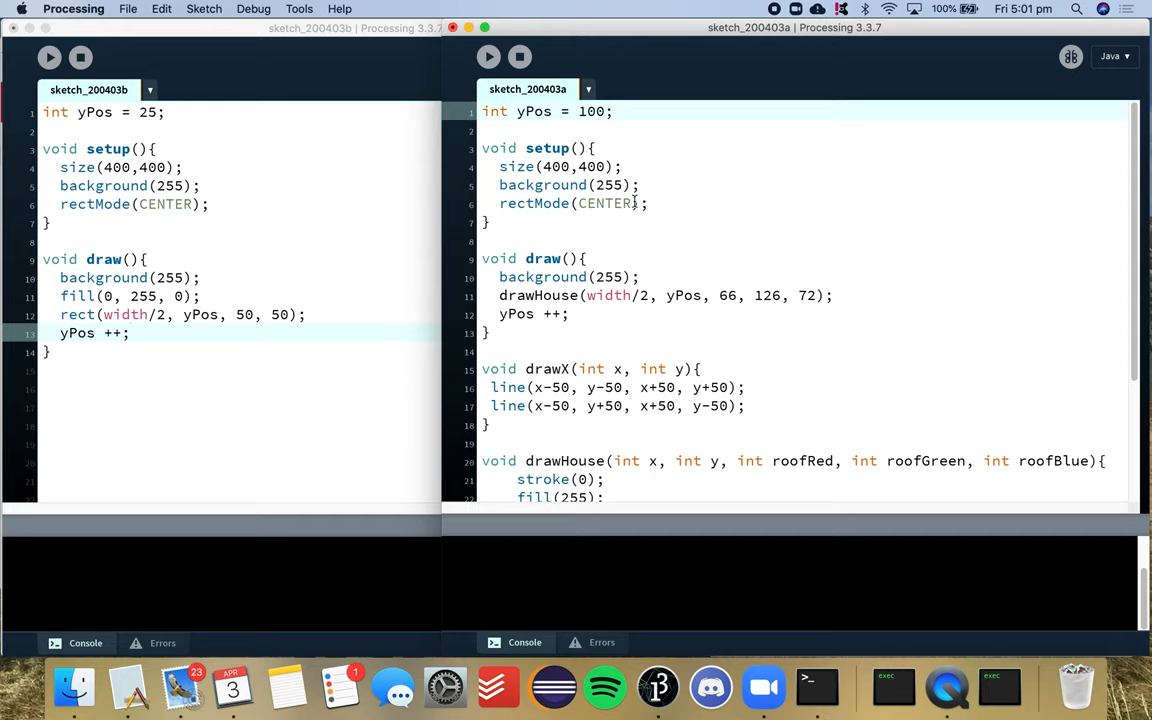 Processing File Edit Sketch Debug Tools Help 100% Fri 5:01 pm
sketch_200403b | Processing 3.3.7
sketch_200403b
1 int yPos = 25;
2
3 void setup(){
4 size(400,400);
5 background(255);
6 rectMode(CENTER);
7 }
8
9 void draw(){
10 background(255);
11 fill(0, 255, 0);
12 rect(width/2, yPos, 50, 50);
13 yPos ++;
14 }
Console Errors
sketch_200403a | Processing 3.3.7
Java
sketch_200403a
1 int yPos = 100;
2
3 void setup(){
4 size(400,400);
5 background(255);
6 rectMode(CENTER);
7 }
8
9 void draw(){
10 background(255);
11 drawHouse(width/2, yPos, 66, 126, 72);
12 yPos ++;
13 }
14
15 void drawX(int x, int y){
16 line(x-50, y-50, x+50, y+50);
17 line(x-50, y+50, x+50, y-50);
18 }
19
20 void drawHouse(int x, int y, int roofRed, int roofGreen, int roofBlue){
21 stroke(0);
22 fill(255);
Console Errors
23
APR
3
1
exec
exec